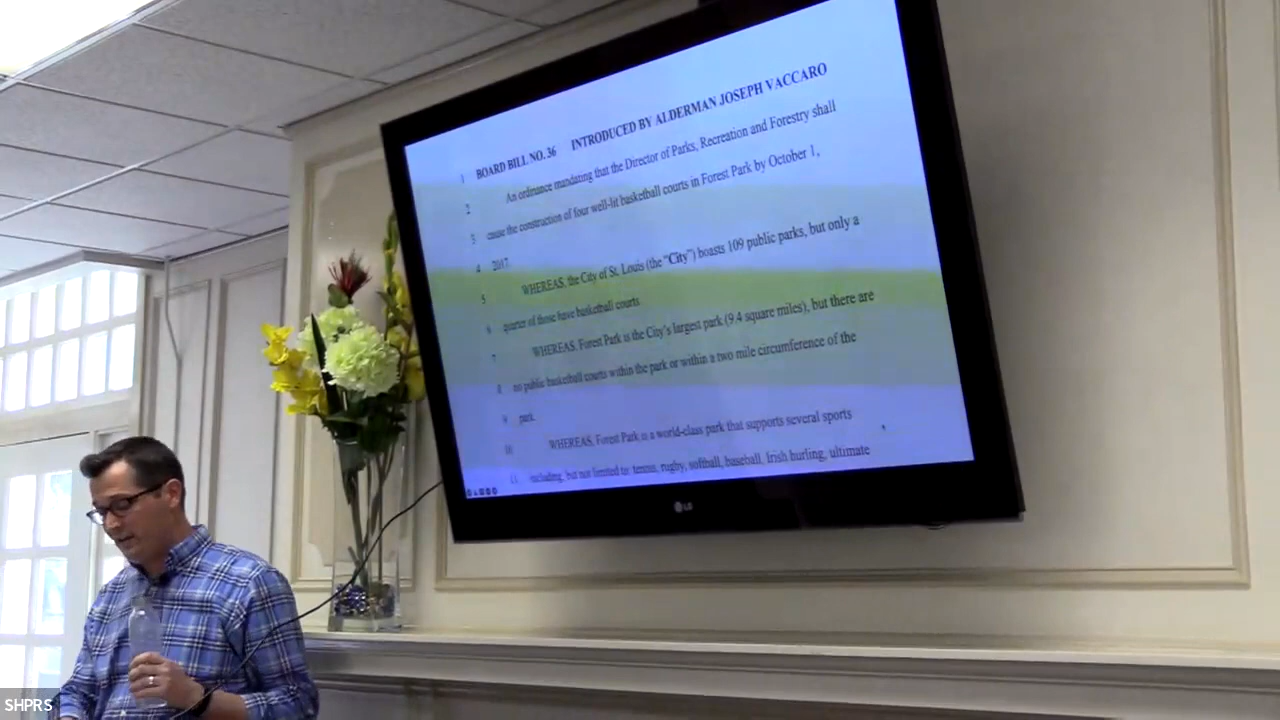 BOARD BILL NO. 36 INTRODUCED BY ALDERMAN JOSEPH VACCARO
1 An ordinance mandating that the Director of Parks, Recreation and Forestry shall
2 cause the construction of four well-lit basketball courts in Forest Park by October 1,
3
4 2017
5 WHEREAS, the City of St. Louis (the “City”) boasts 109 public parks, but only a
6 quarter of those have basketball courts
7 WHEREAS, Forest Park is the City's largest park (9.4 square miles), but there are
8 no public basketball courts within the park or within a two mile circumference of the
9 park.
10 WHEREAS, Forest Park is a world-class park that supports several sports
11 including, but not limited to: tennis, rugby, softball, baseball, Irish hurling, ultimate
LG
SHPRS